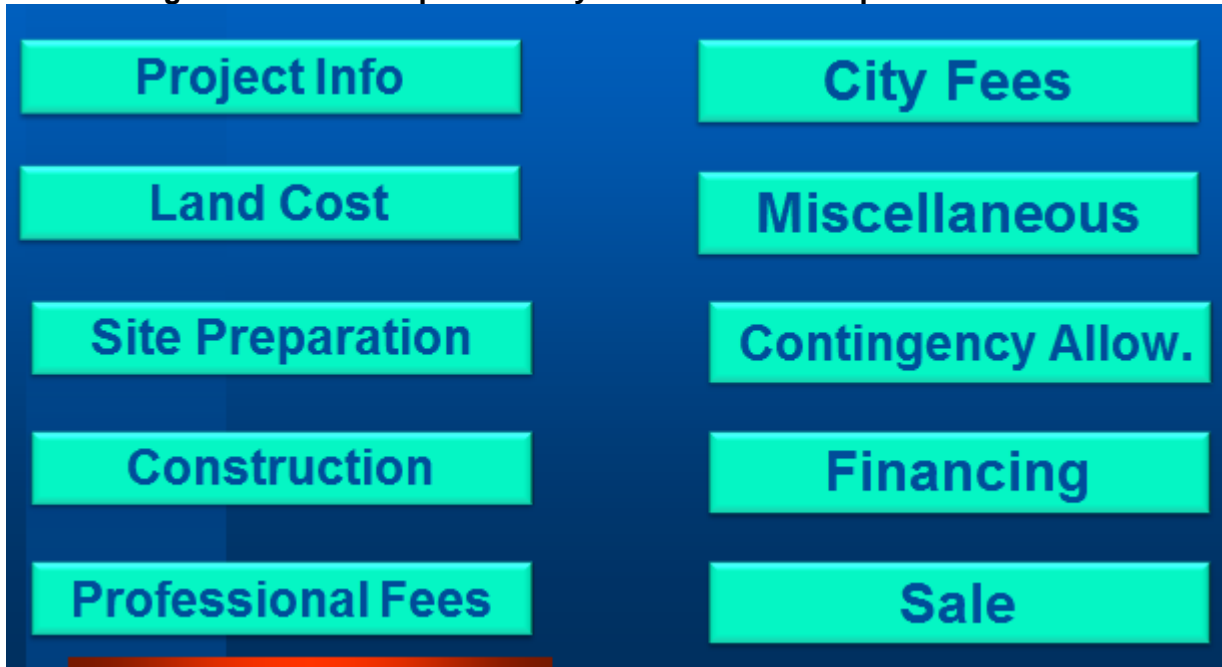 Project Info
Land Cost
Site Preparation
Construction
Professional Fees
City Fees
Miscellaneous
Contingency Allow.
Financing
Sale